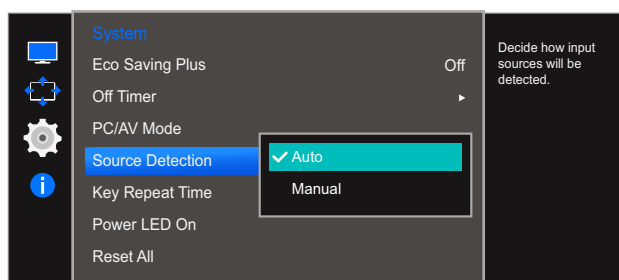 System
Eco Saving Plus Off
Off Timer ▸
PC/AV Mode
Source Detection
✓ Auto
Manual
Key Repeat Time
Power LED On
Reset All
Decide how input
sources will be
detected.